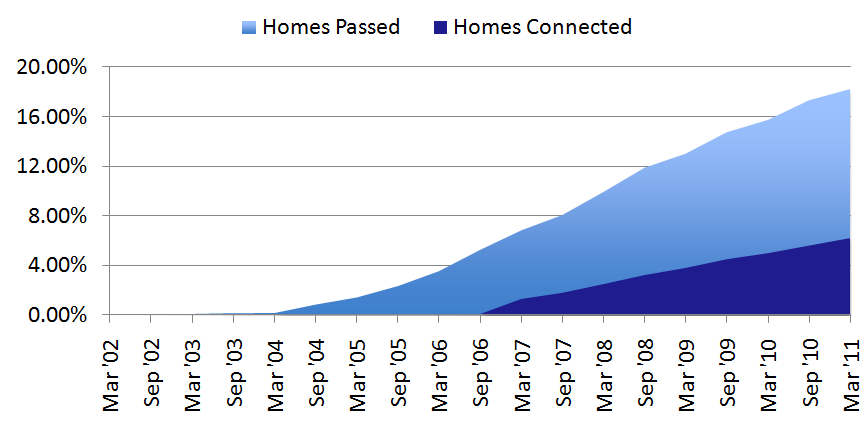 Homes Passed Homes Connected
20.00%
16.00%
12.00%
8.00%
4.00%
0.00%
Mar '02
Sep '02
Mar '03
Sep '03
Mar '04
Sep '04
Mar '05
Sep '05
Mar '06
Sep '06
Mar '07
Sep '07
Mar '08
Sep '08
Mar '09
Sep '09
Mar '10
Sep '10
Mar '11